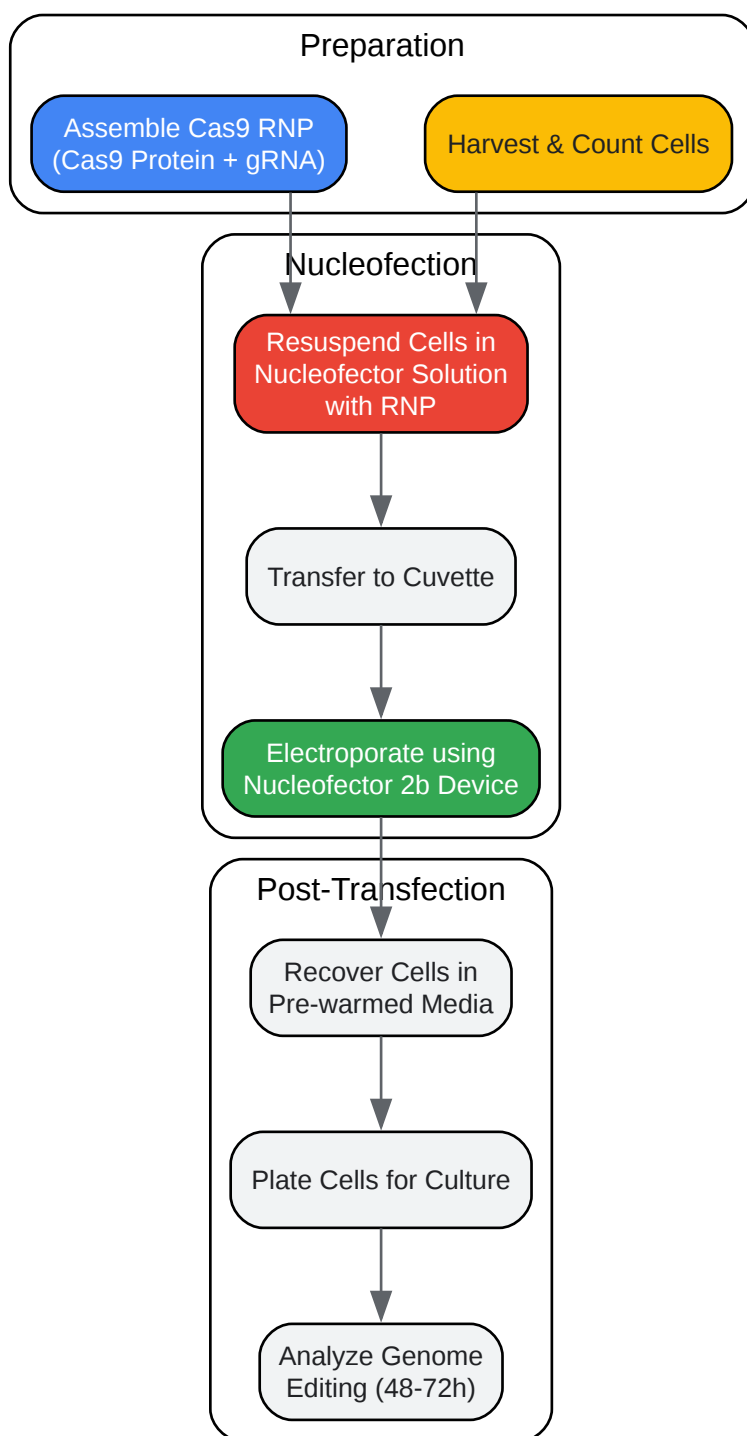 Preparation
Assemble Cas9 RNP
(Cas9 Protein + gRNA)
Harvest & Count Cells
Nucleofection
Resuspend Cells in
Nucleofector Solution
with RNP
Transfer to Cuvette
Electroporate using
Nucleofector 2b Device
Post-Transfection
Recover Cells in
Pre-warmed Media
Plate Cells for Culture
Analyze Genome
Editing (48-72h)